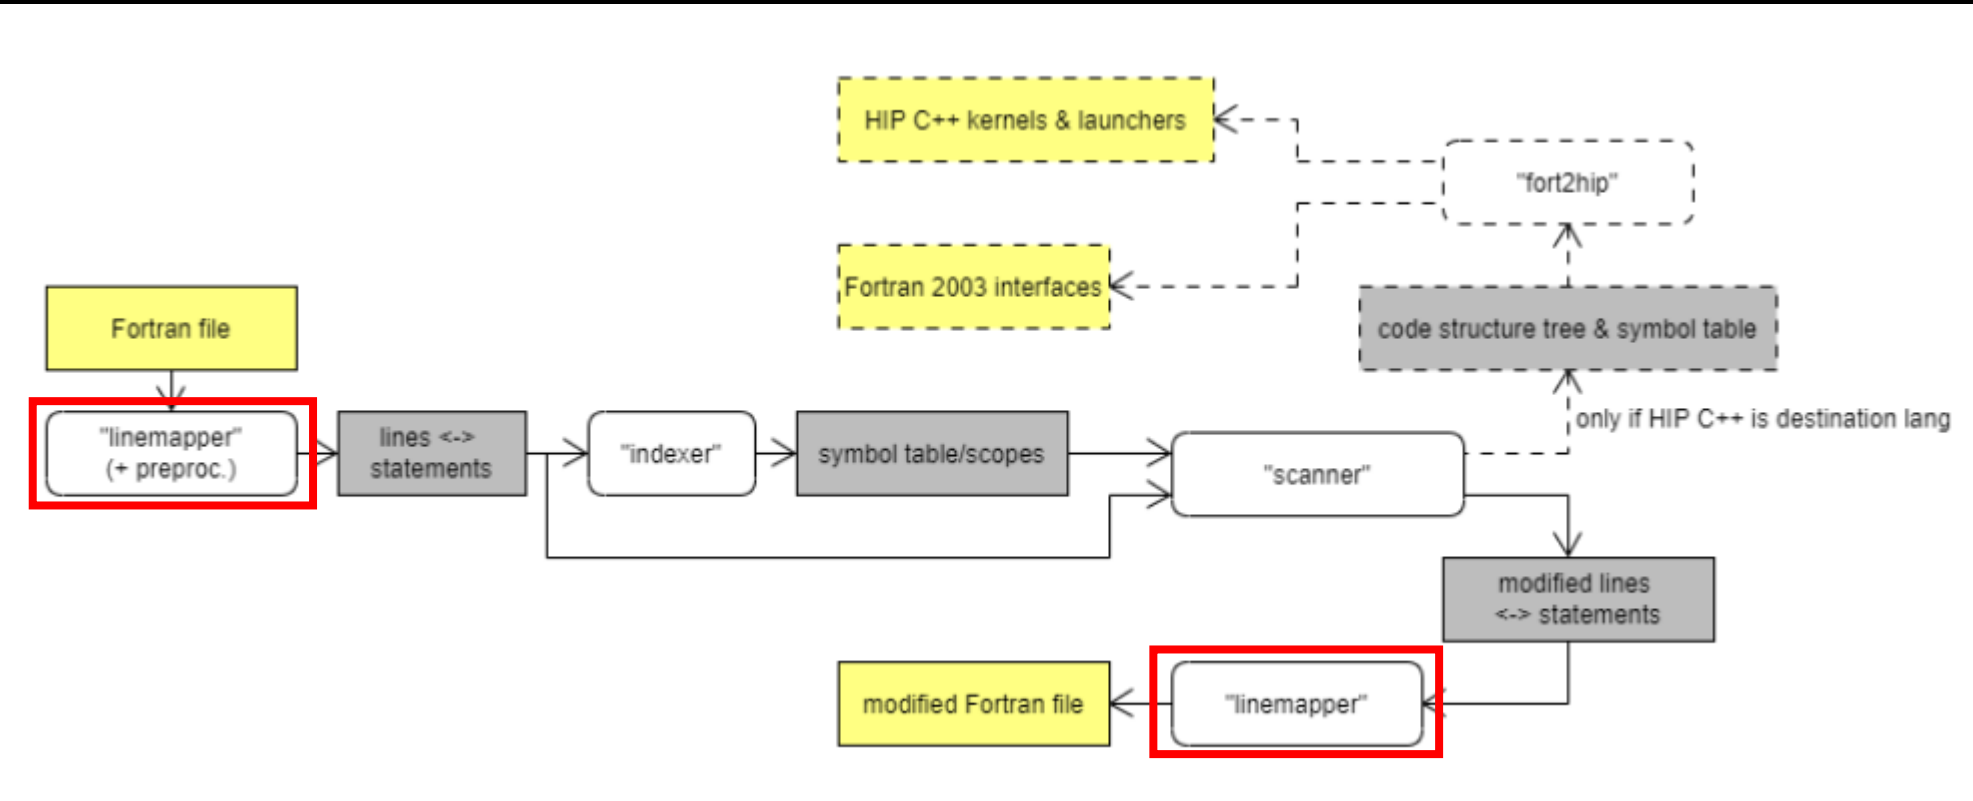 HIP C++ kernels & launchers
"fort2hip"
Fortran 2003 interfaces
Fortran file
code structure tree & symbol table
only if HIP C++ is destination lang
"linemapper"
(+ preproc.)
lines <->
statements
"indexer"
symbol table/scopes
"scanner"
modified lines
<-> statements
"linemapper"
modified Fortran file